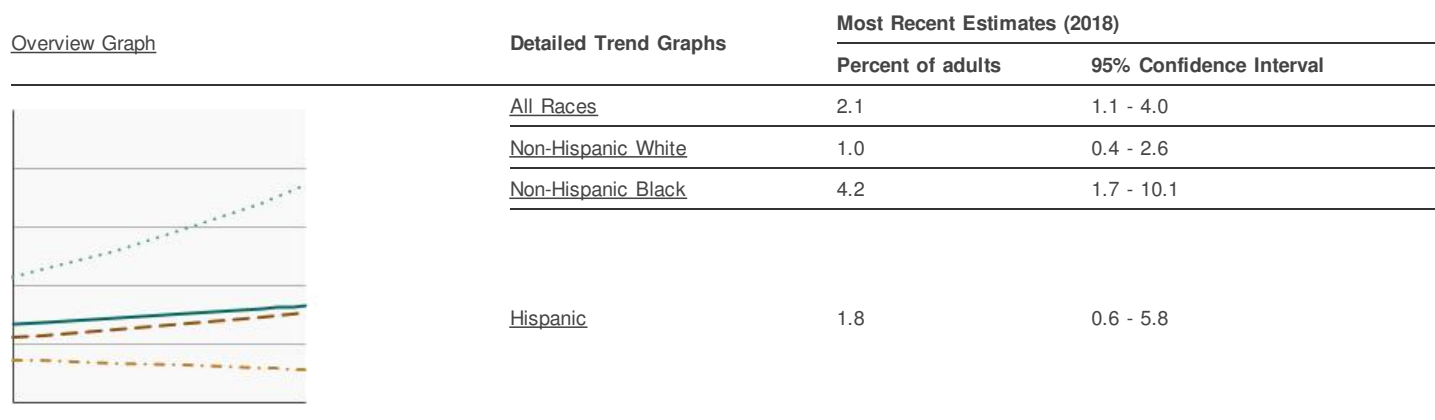 Most Recent Estimates (2018)
Overview Graph Detailed Trend Graphs
Percent of adults 95% Confidence Interval
All Races 2.1 1.1 - 4.0
Non-Hispanic White 1.0 0.4 - 2.6
Non-Hispanic Black 4.2 1.7 - 10.1
Hispanic 1.8 0.6 - 5.8